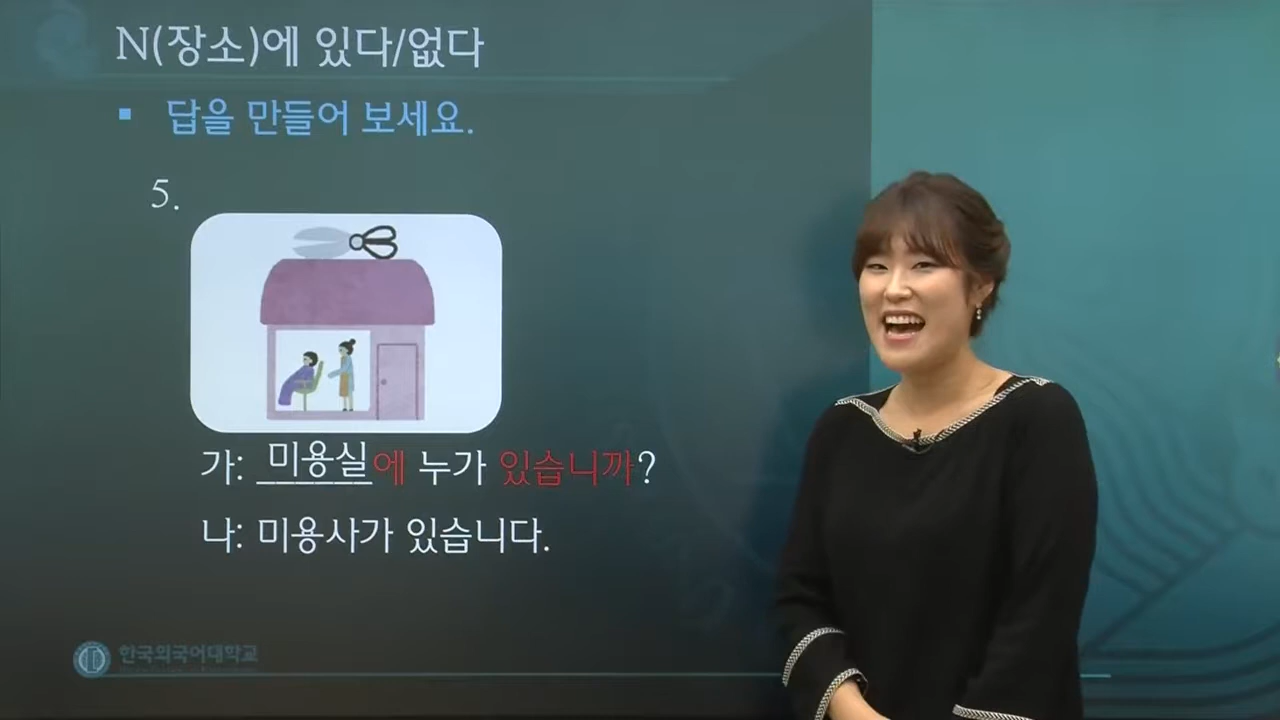 N(장소)에 있다/없다
▪ 답을 만들어 보세요.
5.
가: 미용실에 누가 있습니까?
나: 미용사가 있습니다.
한국외국어대학교